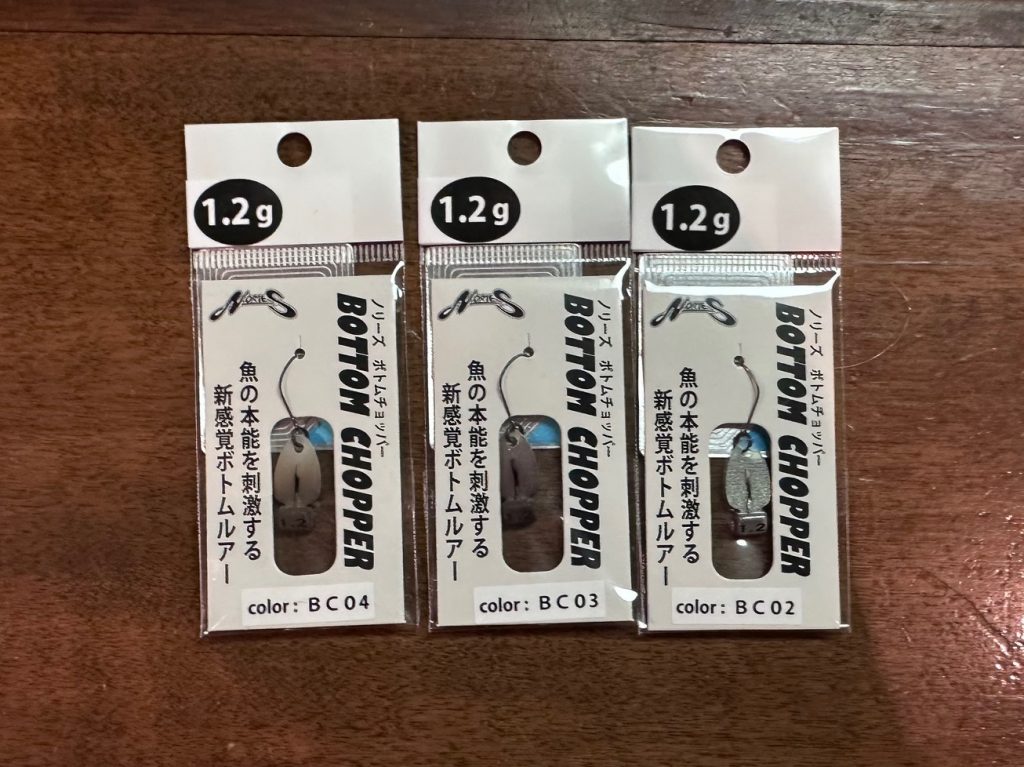 1.2g
NORIES
ノリーズ ボトムチョッパー
BOTTOM CHOPPER
魚の本能を刺激する
新感覚ボトムルアー
1.2
color: BC04
1.2g
NORIES
ノリーズ ボトムチョッパー
BOTTOM CHOPPER
魚の本能を刺激する
新感覚ボトムルアー
color: BC03
1.2g
NORIES
ノリーズ ボトムチョッパー
BOTTOM CHOPPER
魚の本能を刺激する
新感覚ボトムルアー
1.2
color: BC02